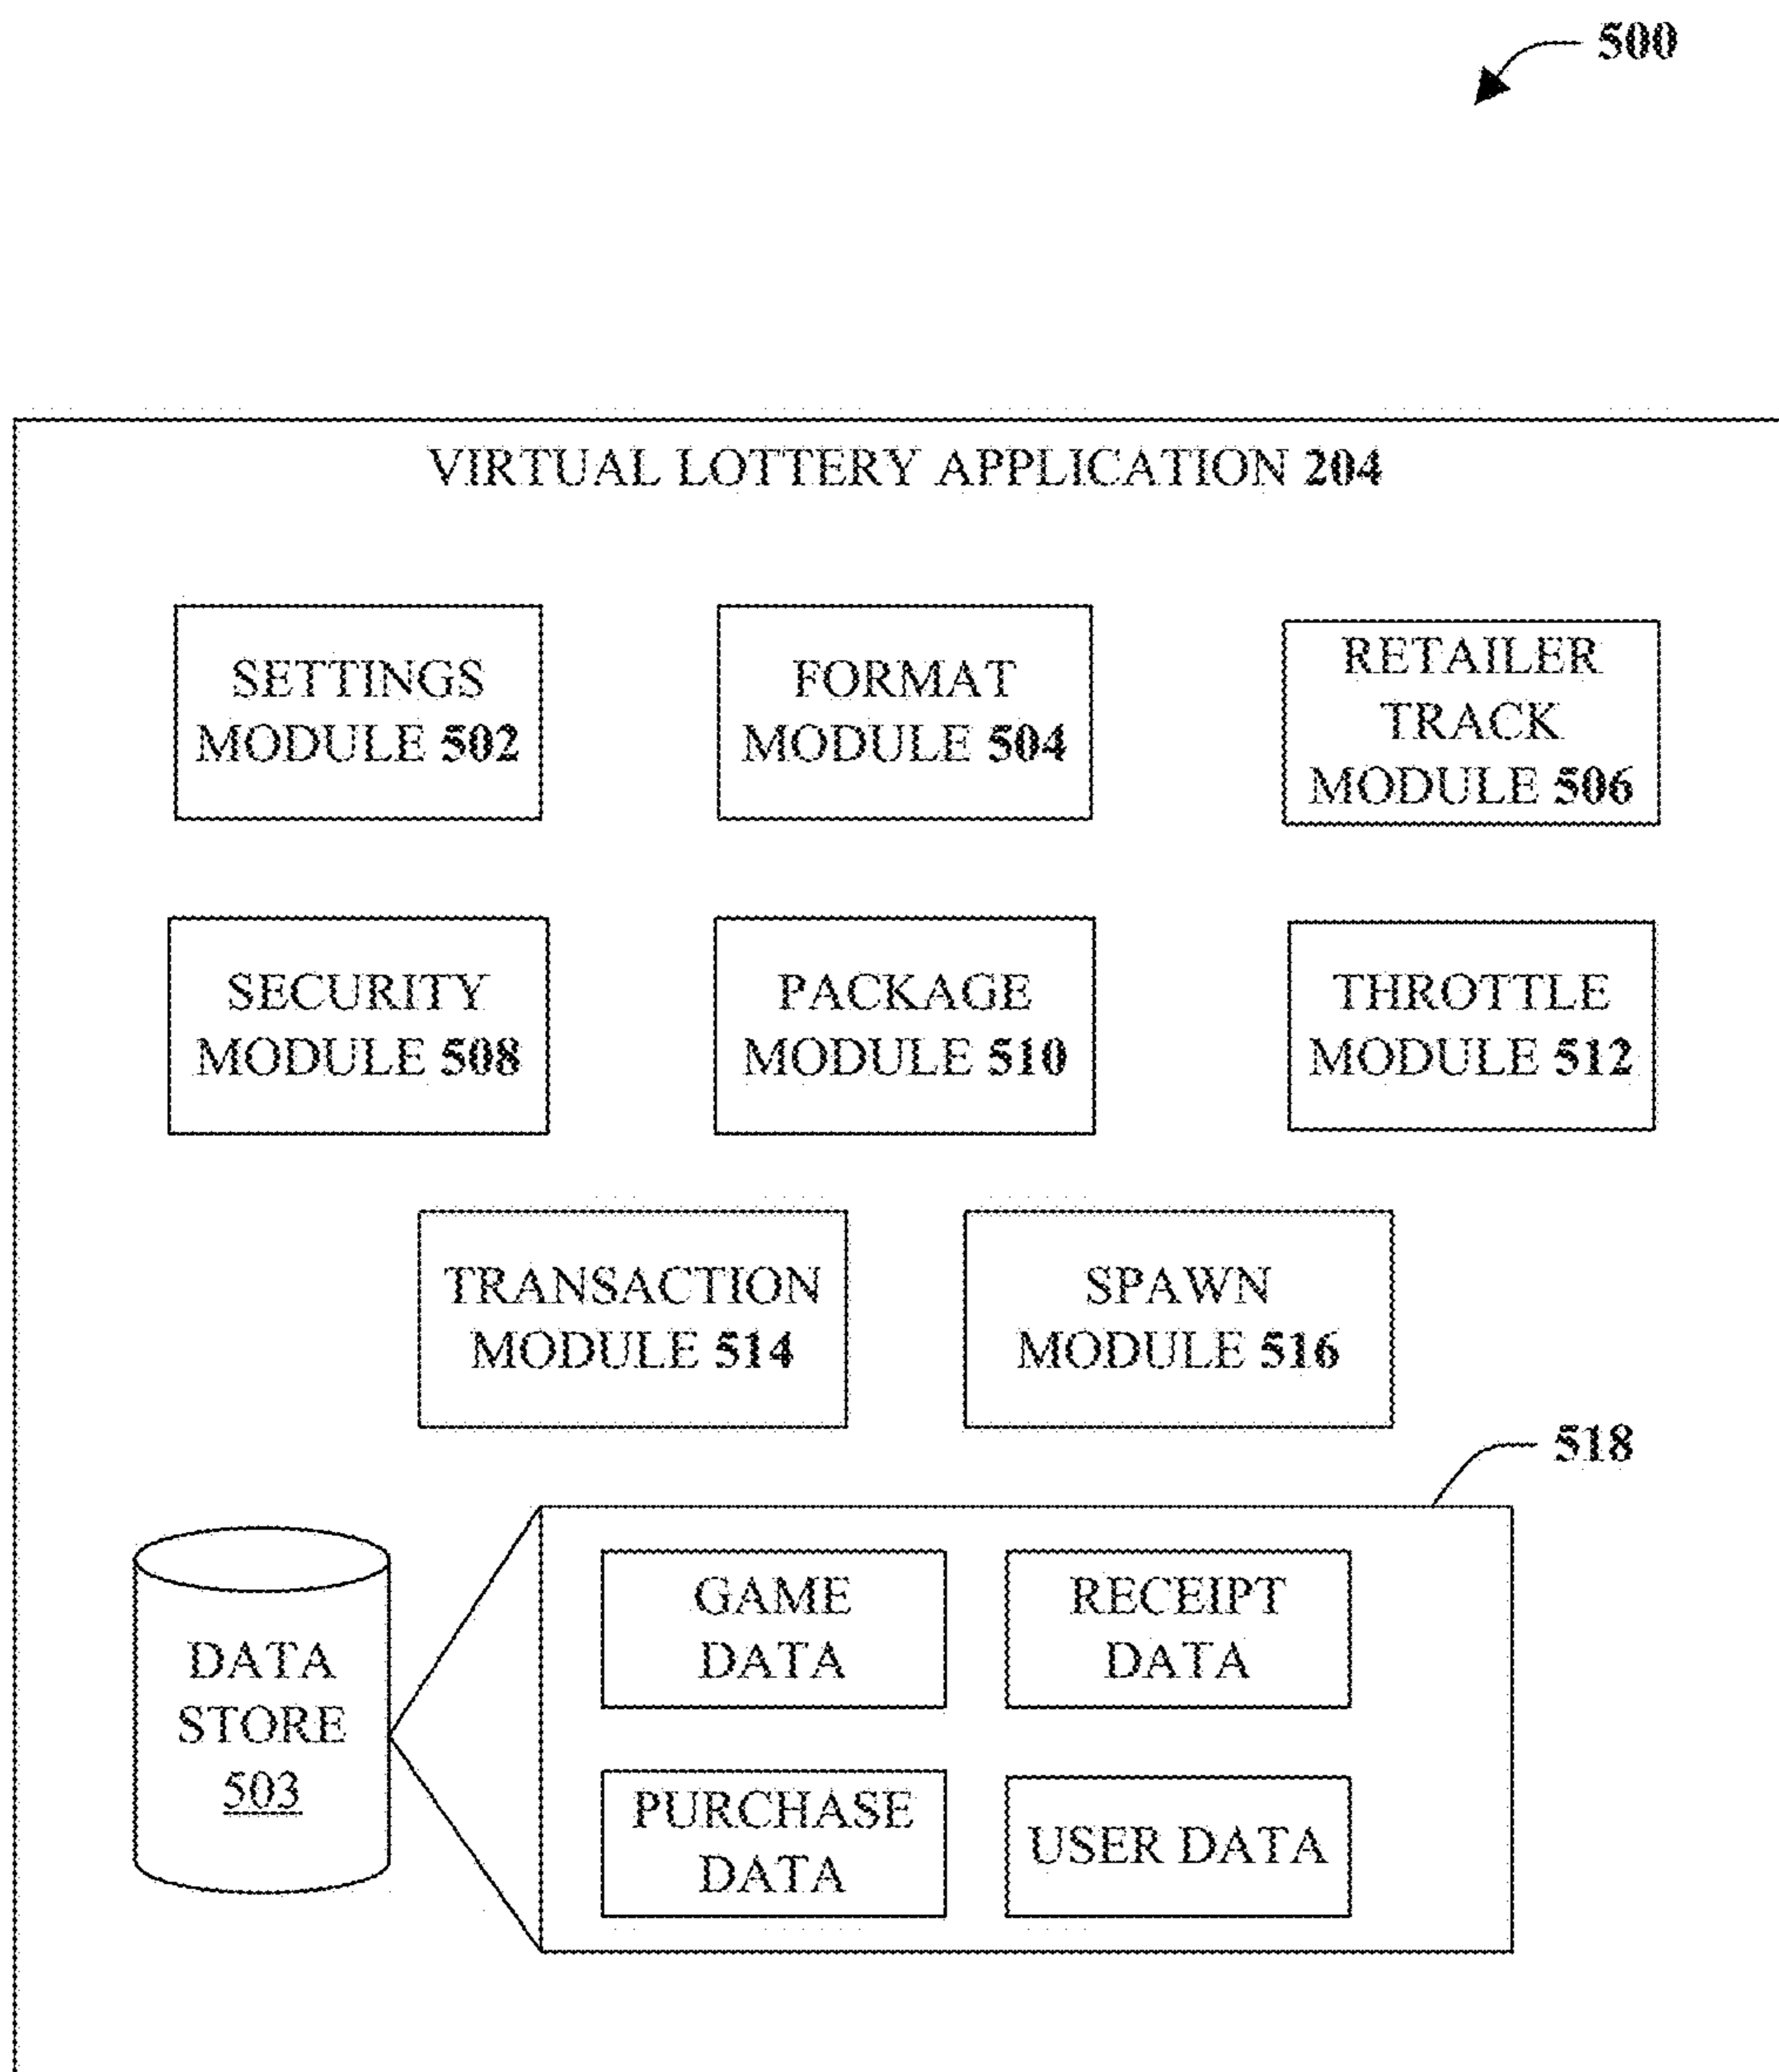 500
VIRTUAL LOTTERY APPLICATION 204
SETTINGS
MODULE 502
FORMAT
MODULE 504
RETAILER
TRACK
MODULE 506
SECURITY
MODULE 508
PACKAGE
MODULE 510
THROTTLE
MODULE 512
TRANSACTION
MODULE 514
SPAWN
MODULE 516
518
DATA
STORE
503
GAME
DATA
RECEIPT
DATA
PURCHASE
DATA
USER DATA